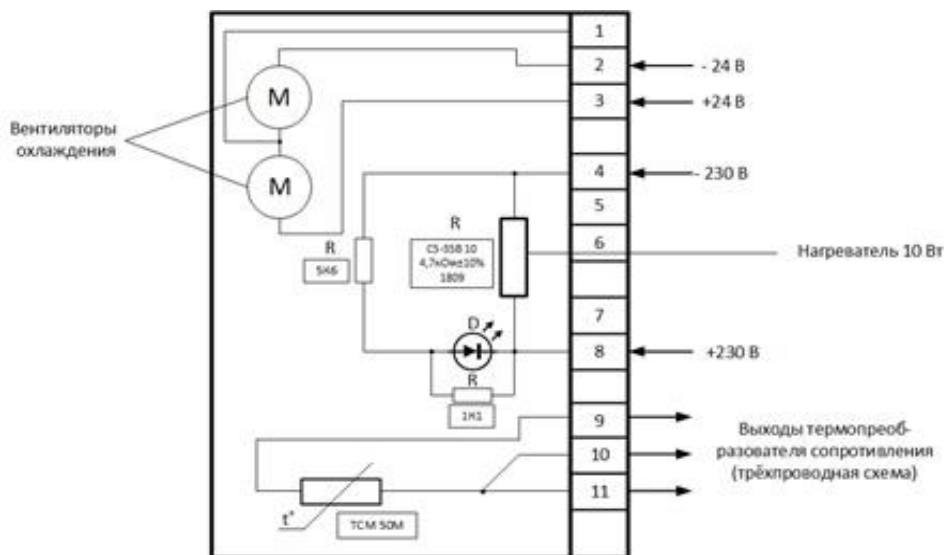 1
2
- 24 В
М
3
+24 В
Вентиляторы
охлаждения
М
4
- 230 В
5
R
R
С5-35В 10
4,7кОм±10%
1809
6
Нагреватель 10 Вт
5К6
7
D
8
+230 В
R
1К1
9
Выходы термопреоб-
разователя сопротивления
(трёхпроводная схема)
10
11
t°
ТСМ 50М